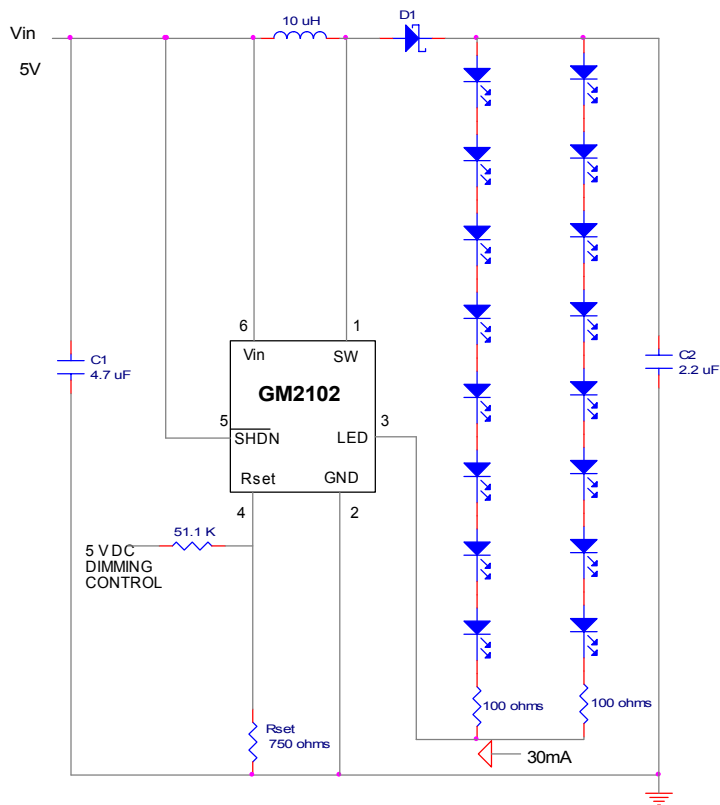 Vin
5V
10 uH
D1
6
1
Vin
SW
C1
4.7 uF
C2
2.2 uF
GM2102
5
3
SHDN
LED
Rset
GND
4
2
51.1 K
5 V DC
DIMMING
CONTROL
100 ohms
100 ohms
Rset
750 ohms
30mA